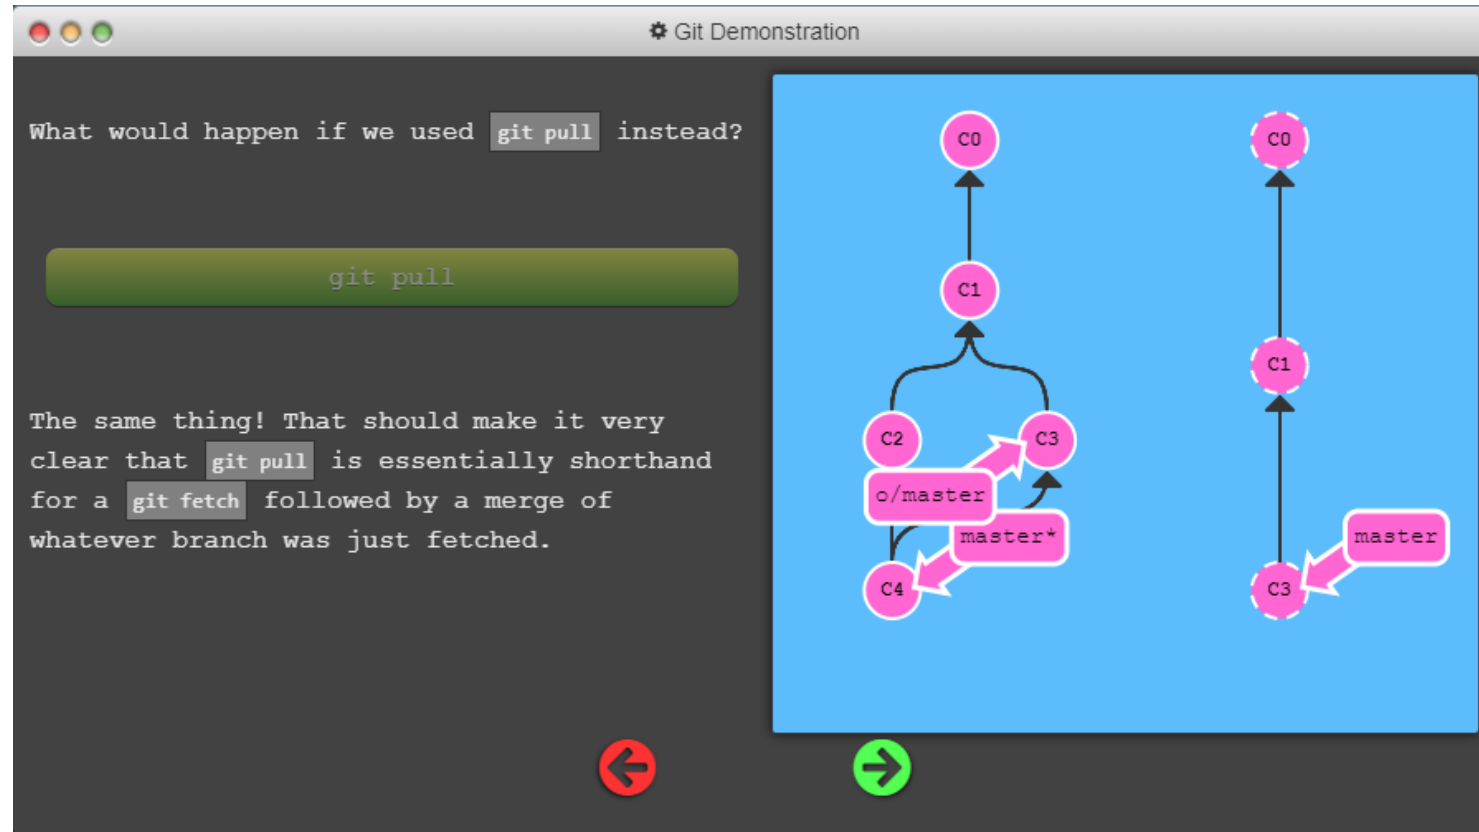 Git Demonstration
What would happen if we used git pull instead?
git pull
The same thing! That should make it very
clear that git pull is essentially shorthand
for a git fetch followed by a merge of
whatever branch was just fetched.
C0
C1
C2
C3
o/master
master*
C4
C0
C1
master
C3